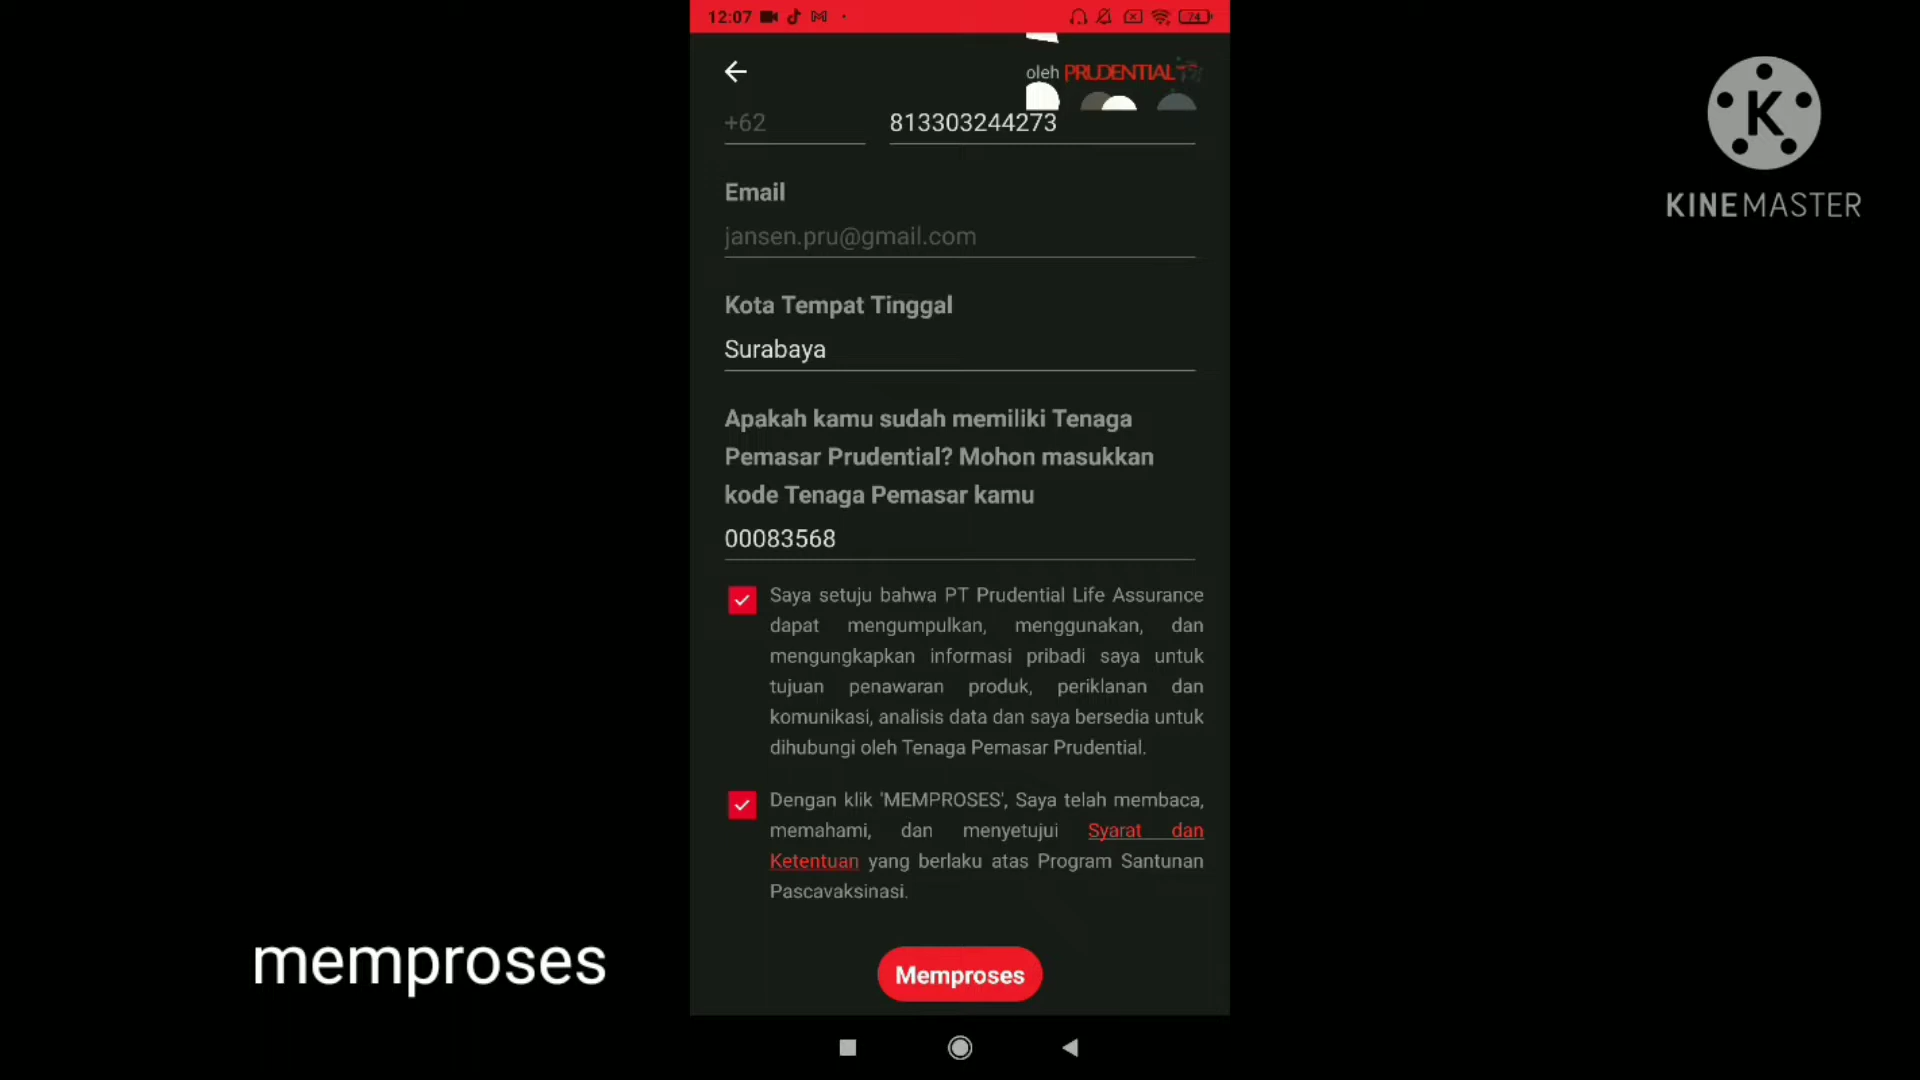 12:07
74
oleh PRUDENTIAL
+62 813303244273
Email
jansen.pru@gmail.com
Kota Tempat Tinggal
Surabaya
Apakah kamu sudah memiliki Tenaga
Pemasar Prudential? Mohon masukkan
kode Tenaga Pemasar kamu
00083568
Saya setuju bahwa PT Prudential Life Assurance
dapat mengumpulkan, menggunakan, dan
mengungkapkan informasi pribadi saya untuk
tujuan penawaran produk, periklanan dan
komunikasi, analisis data dan saya bersedia untuk
dihubungi oleh Tenaga Pemasar Prudential.
Dengan klik 'MEMPROSES', Saya telah membaca,
memahami, dan menyetujui Syarat dan
Ketentuan yang berlaku atas Program Santunan
Pascavaksinasi.
Memproses
memproses
K
KINEMASTER